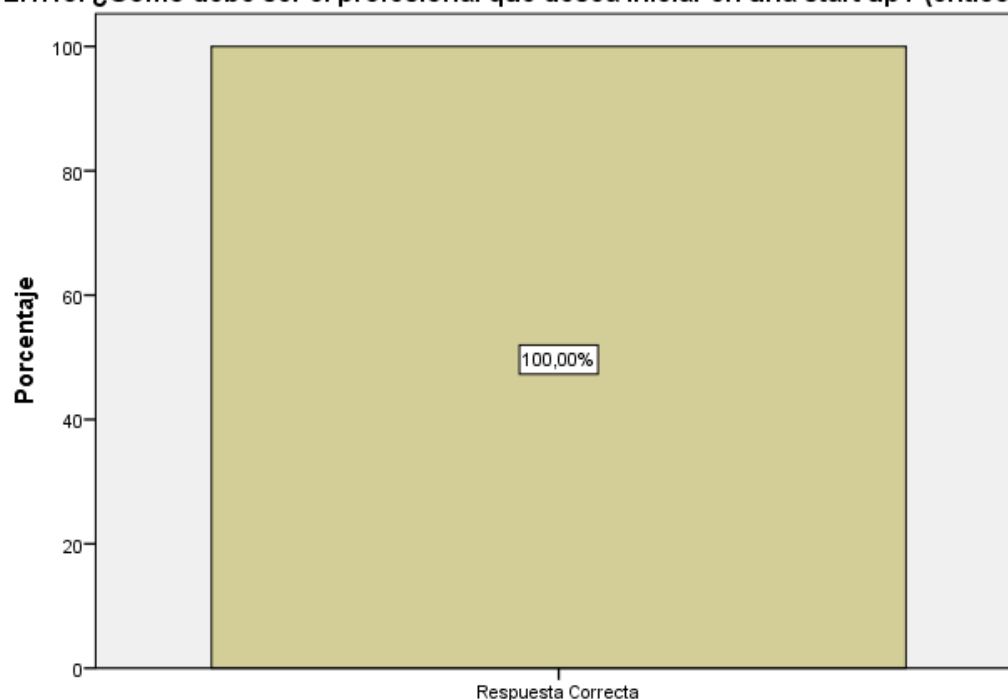 ¿Cómo debe ser el profesional que desea iniciar en una start up?
100
80
60
40
20
0
Porcentaje
100,00%
Respuesta Correcta